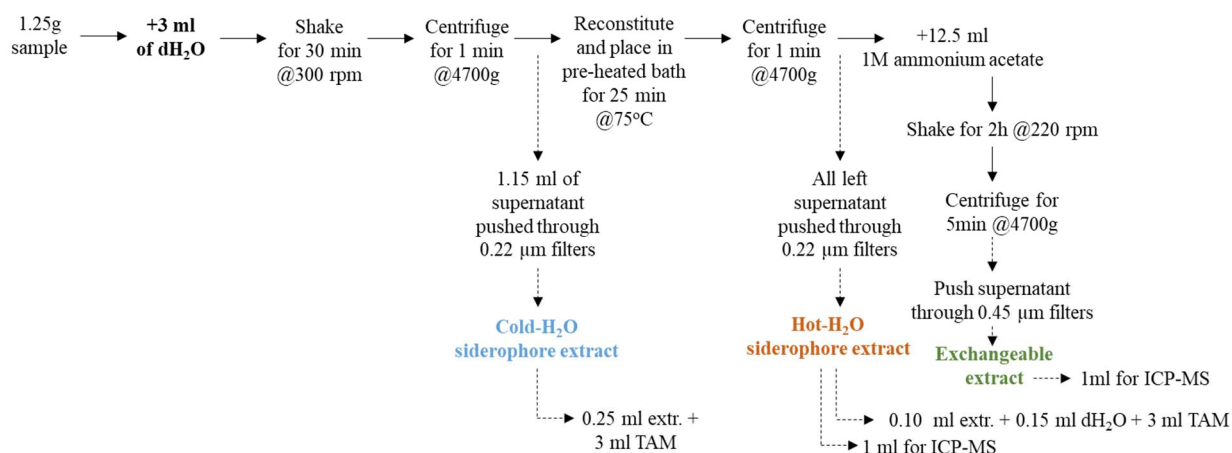 1.25g
sample
+3 ml
of dH₂O
Shake
for 30 min
@300 rpm
Centrifuge
for 1 min
@4700g
Reconstitute
and place in
pre-heated bath
for 25 min
@75°C
Centrifuge
for 1 min
@4700g
+12.5 ml
1M ammonium acetate
Shake for 2h @220 rpm
Centrifuge for
5min @4700g
Push supernatant
through 0.45 µm filters
Exchangeable
extract
1ml for ICP-MS
1.15 ml of
supernatant
pushed through
0.22 µm filters
Cold-H₂O
siderophore extract
0.25 ml extr. +
3 ml TAM
All left
supernatant
pushed through
0.22 µm filters
Hot-H₂O
siderophore extract
0.10 ml extr. + 0.15 ml dH₂O + 3 ml TAM
1 ml for ICP-MS